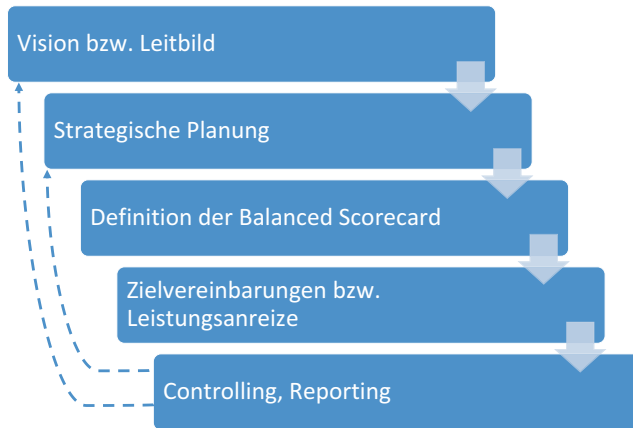 Vision bzw. Leitbild
Strategische Planung
Definition der Balanced Scorecard
Zielvereinbarungen bzw.
Leistungsanreize
Controlling, Reporting